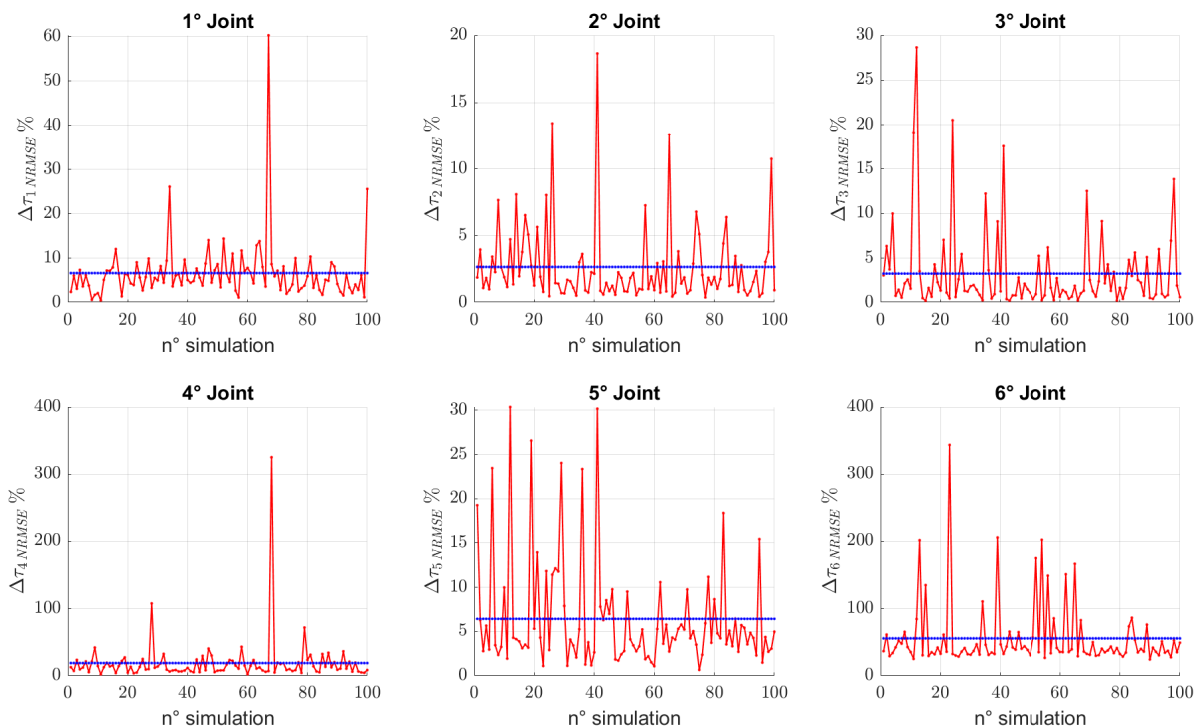 1° Joint
2° Joint
3° Joint
60
50
40
30
20
10
0
Δτ1 NRMSE %
0 20 40 60 80 100
n° simulation
20
15
10
5
0
Δτ2 NRMSE %
0 20 40 60 80 100
n° simulation
30
25
20
15
10
5
0
Δτ3 NRMSE %
0 20 40 60 80 100
n° simulation
4° Joint
5° Joint
6° Joint
400
300
200
100
0
Δτ4 NRMSE %
0 20 40 60 80 100
n° simulation
30
25
20
15
10
5
0
Δτ5 NRMSE %
0 20 40 60 80 100
n° simulation
400
300
200
100
0
Δτ6 NRMSE %
0 20 40 60 80 100
n° simulation